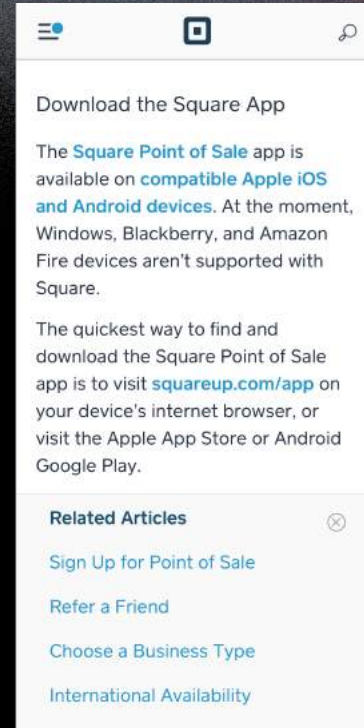 Download the Square App
The Square Point of Sale app is
available on compatible Apple iOS
and Android devices. At the moment,
Windows, Blackberry, and Amazon
Fire devices aren't supported with
Square.
The quickest way to find and
download the Square Point of Sale
app is to visit squareup.com/app on
your device's internet browser, or
visit the Apple App Store or Android
Google Play.
Related Articles
Sign Up for Point of Sale
Refer a Friend
Choose a Business Type
International Availability